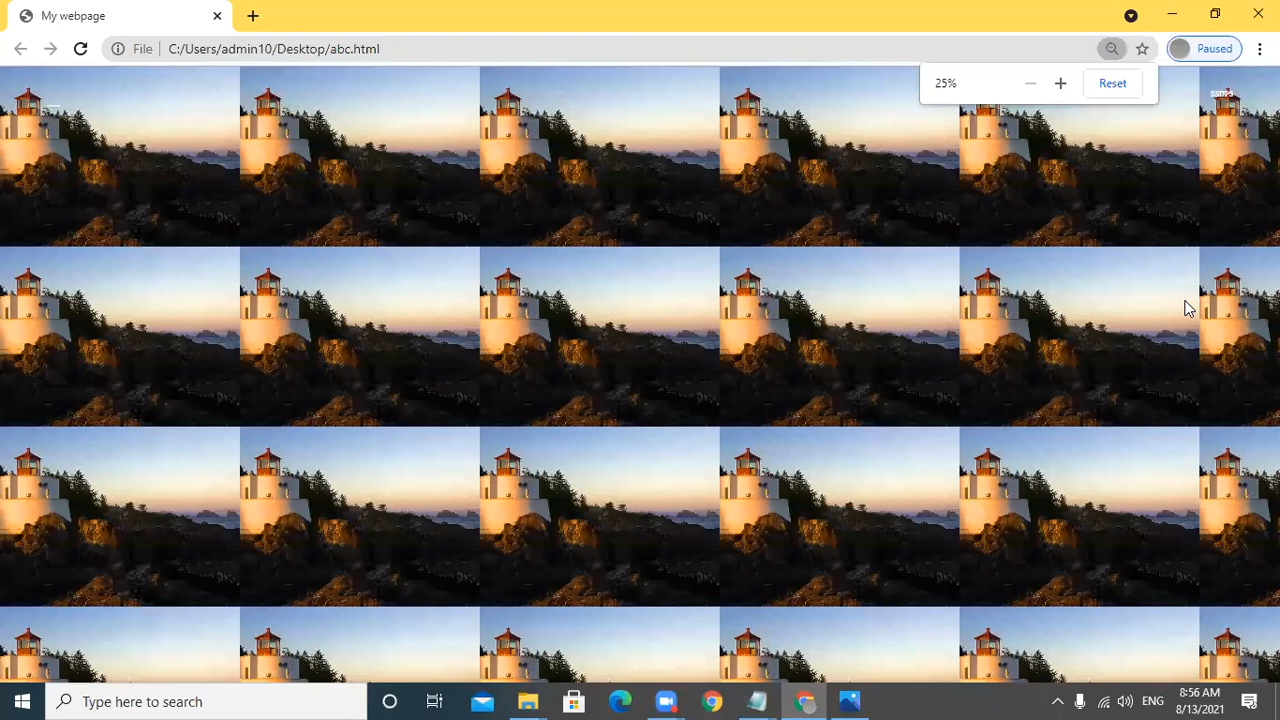 My webpage
File
C:/Users/admin10/Desktop/abc.html
Paused
25%
Reset
Type here to search
ENG
8:56 AM
8/13/2021